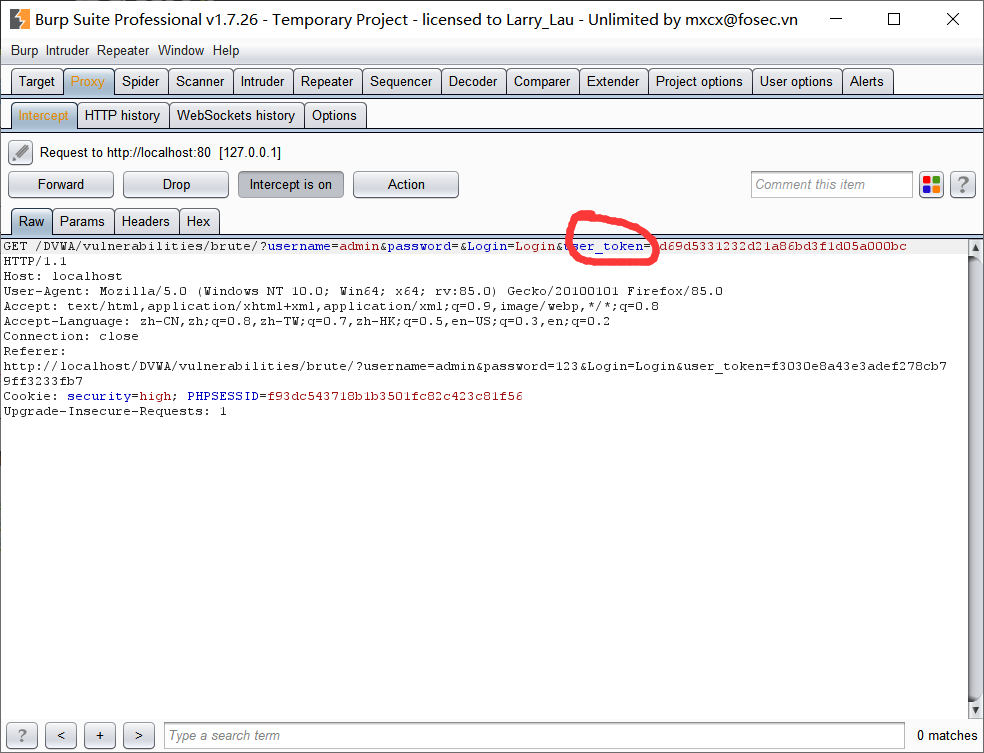 Burp Suite Professional v1.7.26 - Temporary Project - licensed to Larry_Lau - Unlimited by mxcx@fosec.vn
Burp Intruder Repeater Window Help
Target Proxy Spider Scanner Intruder Repeater Sequencer Decoder Comparer Extender Project options User options Alerts
Intercept HTTP history WebSockets history Options
Request to http://localhost:80 [127.0.0.1]
Forward Drop Intercept is on Action Comment this item ?
Raw Params Headers Hex
GET /DVWA/vulnerabilities/brute/?username=admin&password=&Login=Login&user_token=d69d5331232d21a86bd3f1d05a000bc
HTTP/1.1
Host: localhost
User-Agent: Mozilla/5.0 (Windows NT 10.0; Win64; x64; rv:85.0) Gecko/20100101 Firefox/85.0
Accept: text/html,application/xhtml+xml,application/xml;q=0.9,image/webp,*/*;q=0.8
Accept-Language: zh-CN,zh;q=0.8,zh-TW;q=0.7,zh-HK;q=0.5,en-US;q=0.3,en;q=0.2
Connection: close
Referer:
http://localhost/DVWA/vulnerabilities/brute/?username=admin&password=123&Login=Login&user_token=f3030e8a43e3adef278cb7
9ff3233fb7
Cookie: security=high; PHPSESSID=f93dc543718b1b3501fc82c423c81f56
Upgrade-Insecure-Requests: 1
? < + > Type a search term 0 matches